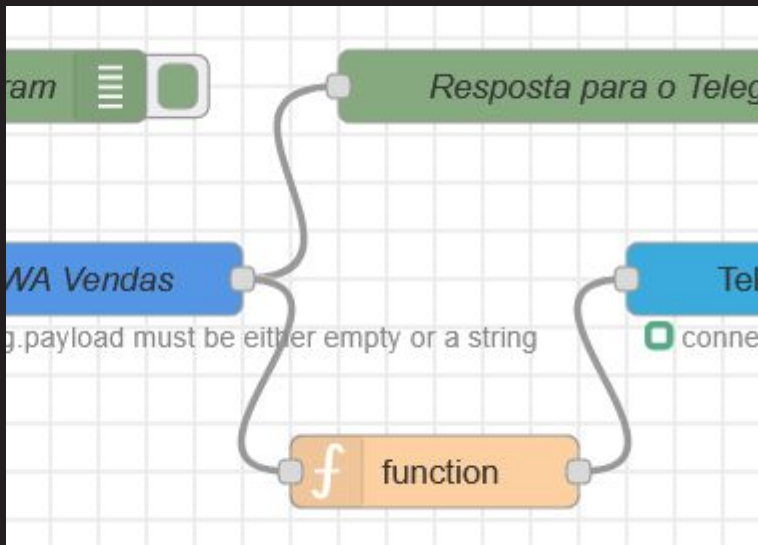 ram
Resposta para o Teleg
WA Vendas
Tel
g.payload must be either empty or a string
conne
function